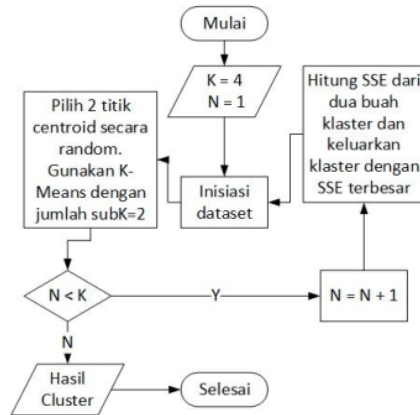 Mulai
K = 4
N = 1
Inisiasi
dataset
Pilih 2 titik
centroid secara
random.
Gunakan K-
Means dengan
jumlah subK=2
N < K
Y
N = N + 1
Hitung SSE dari
dua buah
klaster dan
keluarkan
klaster dengan
SSE terbesar
N
Hasil
Cluster
Selesai